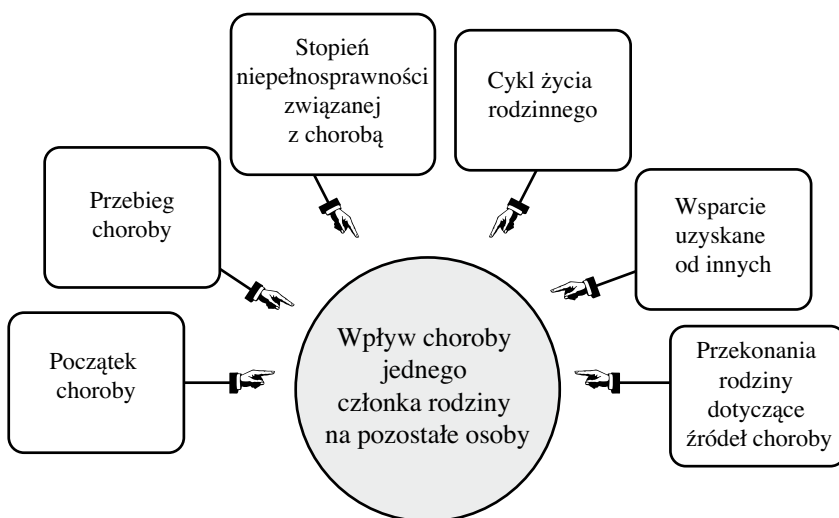 Stopień
niepełnosprawności
związanej
z chorobą
Cykl życia
rodzinnego
Przebieg
choroby
Wsparcie
uzyskane
od innych
Początek
choroby
Wpływ choroby
jednego
członka rodziny
na pozostałe osoby
Przekonania
rodziny
dotyczące
źródeł choroby